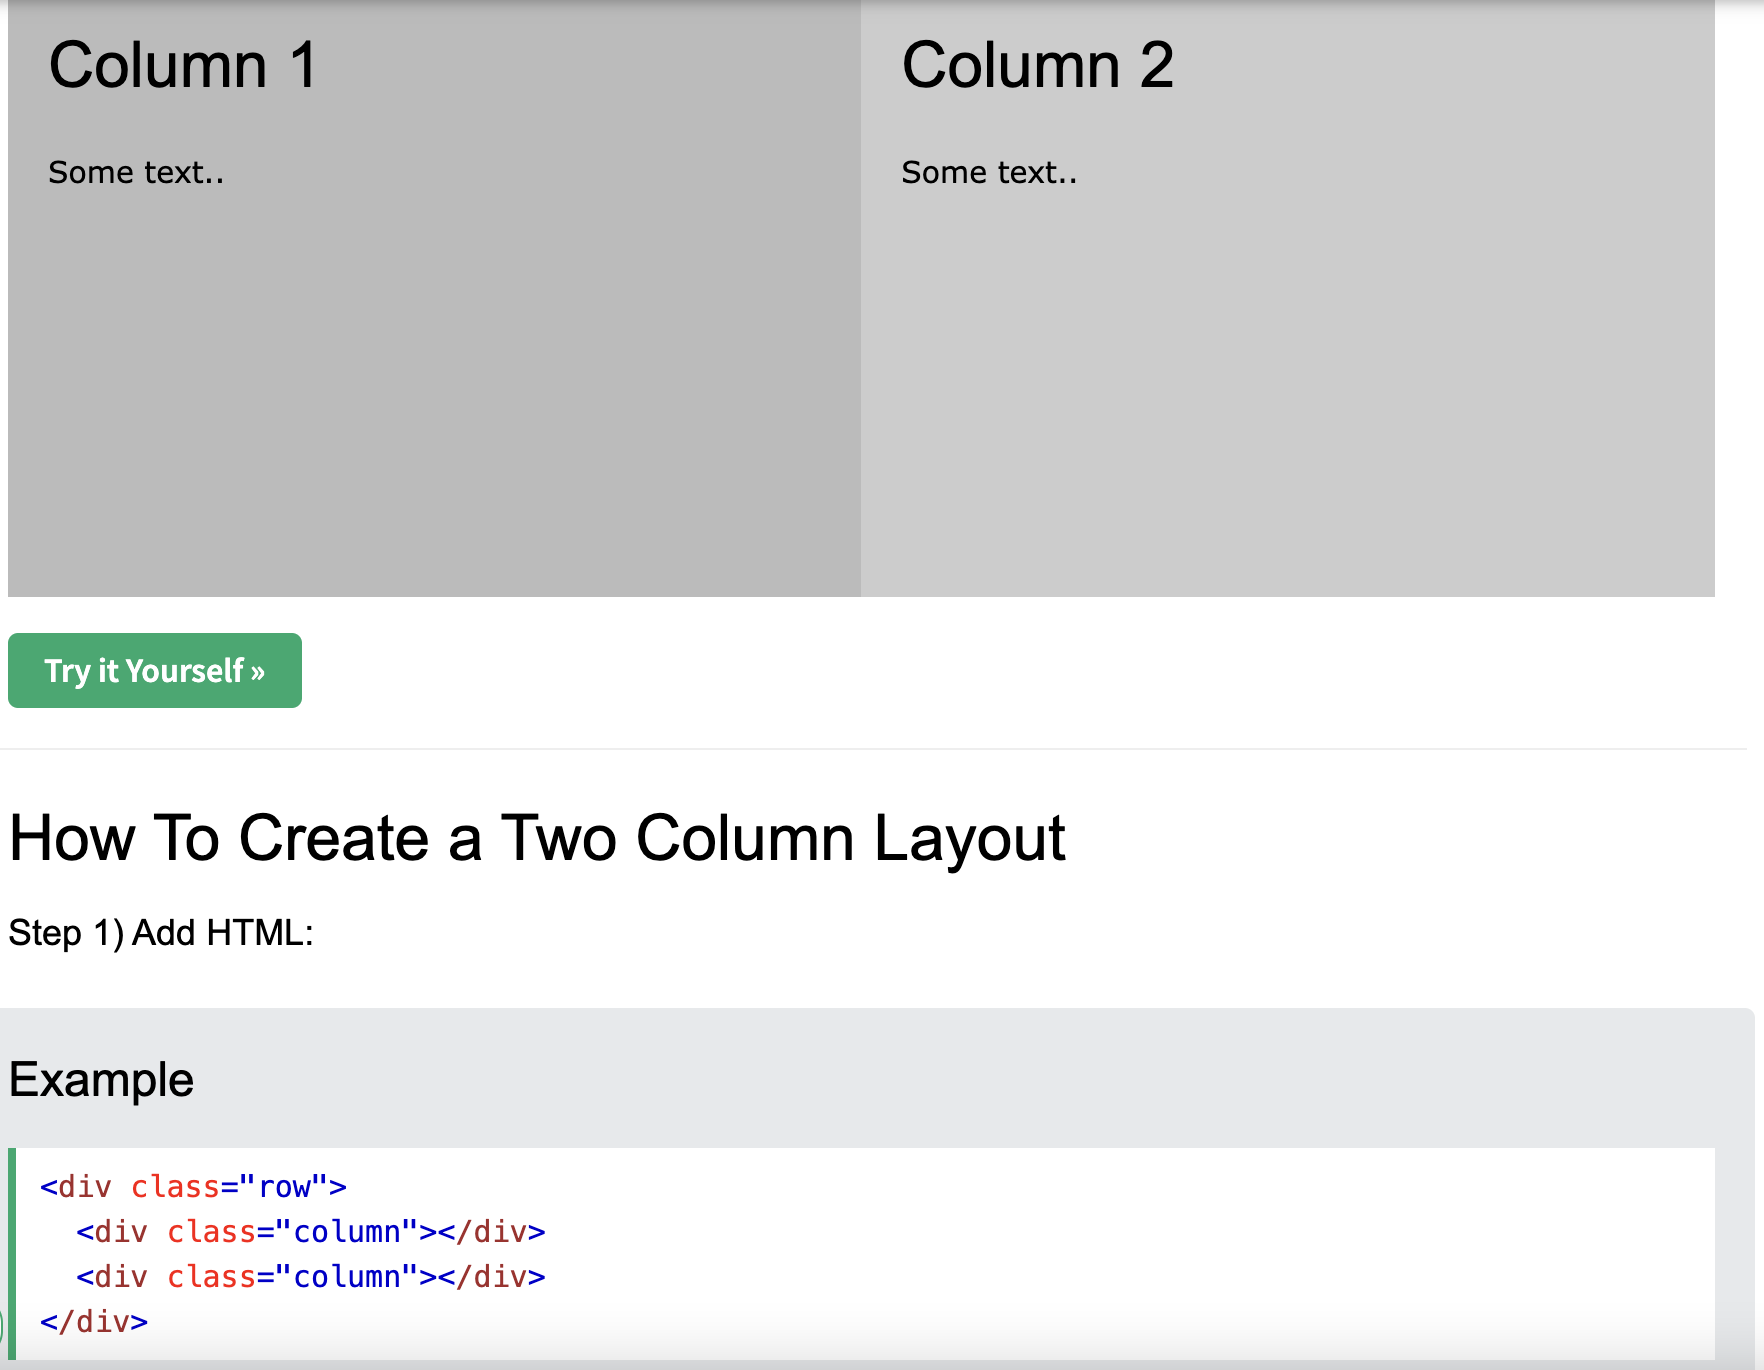 Column 1
Column 2
Some text..
Some text..
Try it Yourself »
How To Create a Two Column Layout
Step 1) Add HTML:
Example
<div class="row">
  <div class="column"></div>
  <div class="column"></div>
</div>